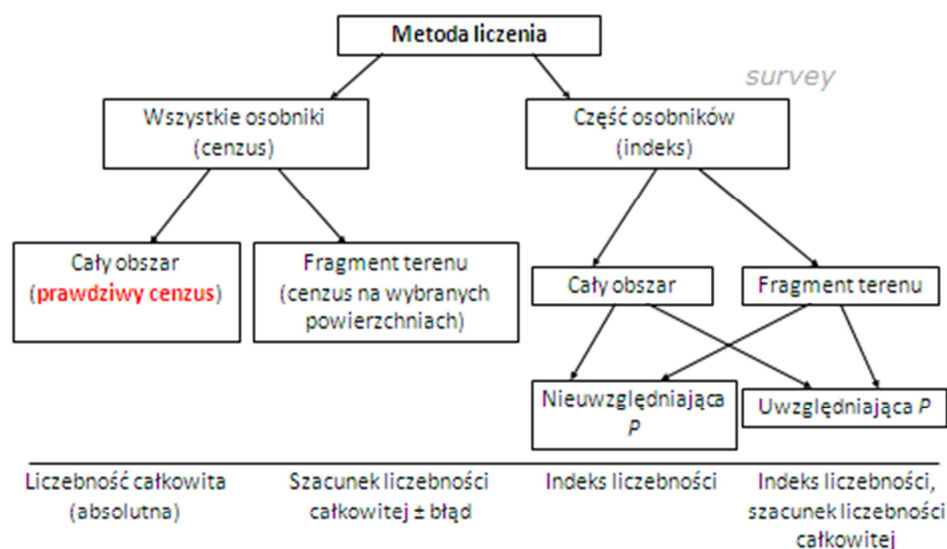 Metoda liczenia
survey
Wszystkie osobniki
(cenzus)
Część osobników
(indeks)
Cały obszar
(prawdziwy cenzus)
Fragment terenu
(cenzus na wybranych
powierzchniach)
Cały obszar
Fragment terenu
Nieuwzględniająca
P
Uwzględniająca P
Liczebność całkowita
(absolutna)
Szacunek liczebności
całkowitej ± błąd
Indeks liczebności
Indeks liczebności,
szacunek liczebności
całkowitej